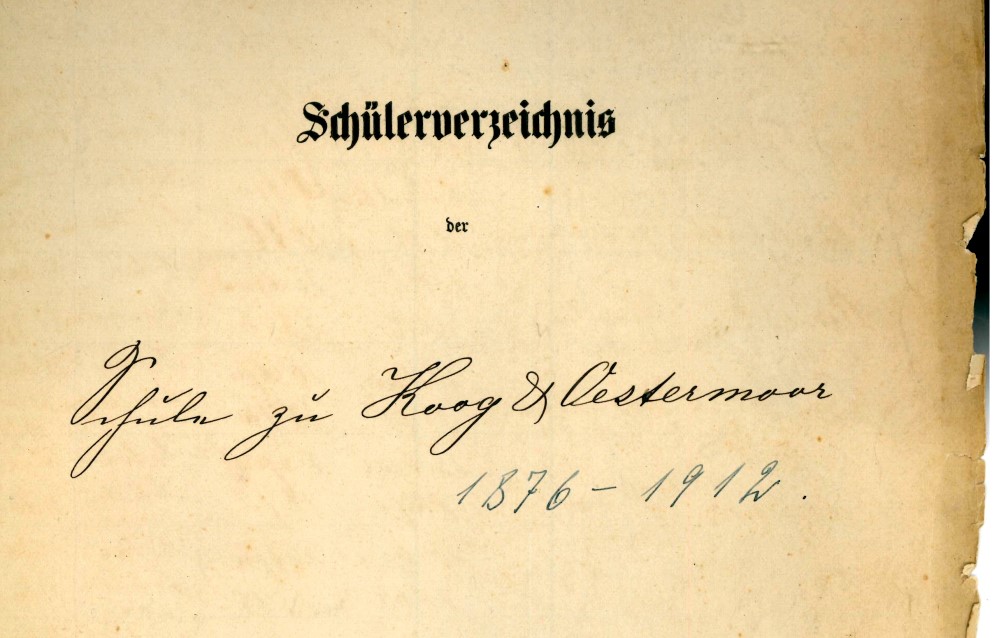 Schülerverzeichnis
der
Schule zu Koog & Oestermoor
1876 – 1912.